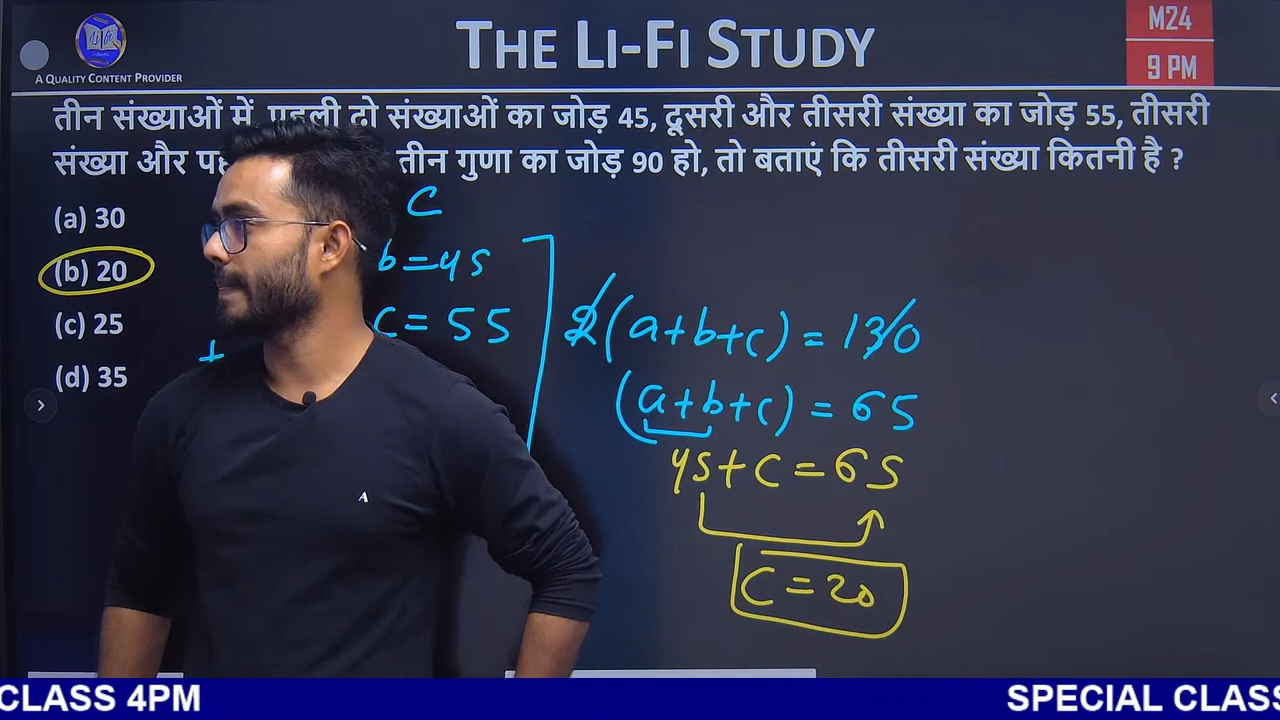 THE LI-FI STUDY
M24
9 PM
A QUALITY CONTENT PROVIDER
तीन संख्याओं में, पहली दो संख्याओं का जोड़ 45, दूसरी और तीसरी संख्या का जोड़ 55, तीसरी
संख्या और तीन गुणा का जोड़ 90 हो, तो बताएं कि तीसरी संख्या कितनी है ?
(a) 30
(b) 20
(c) 25
(d) 35
c
b=45
c=55
+
2(a+b+c)=130
(a+b+c)=65
45+c=65
C=20
A
CLASS 4PM
SPECIAL CLASS